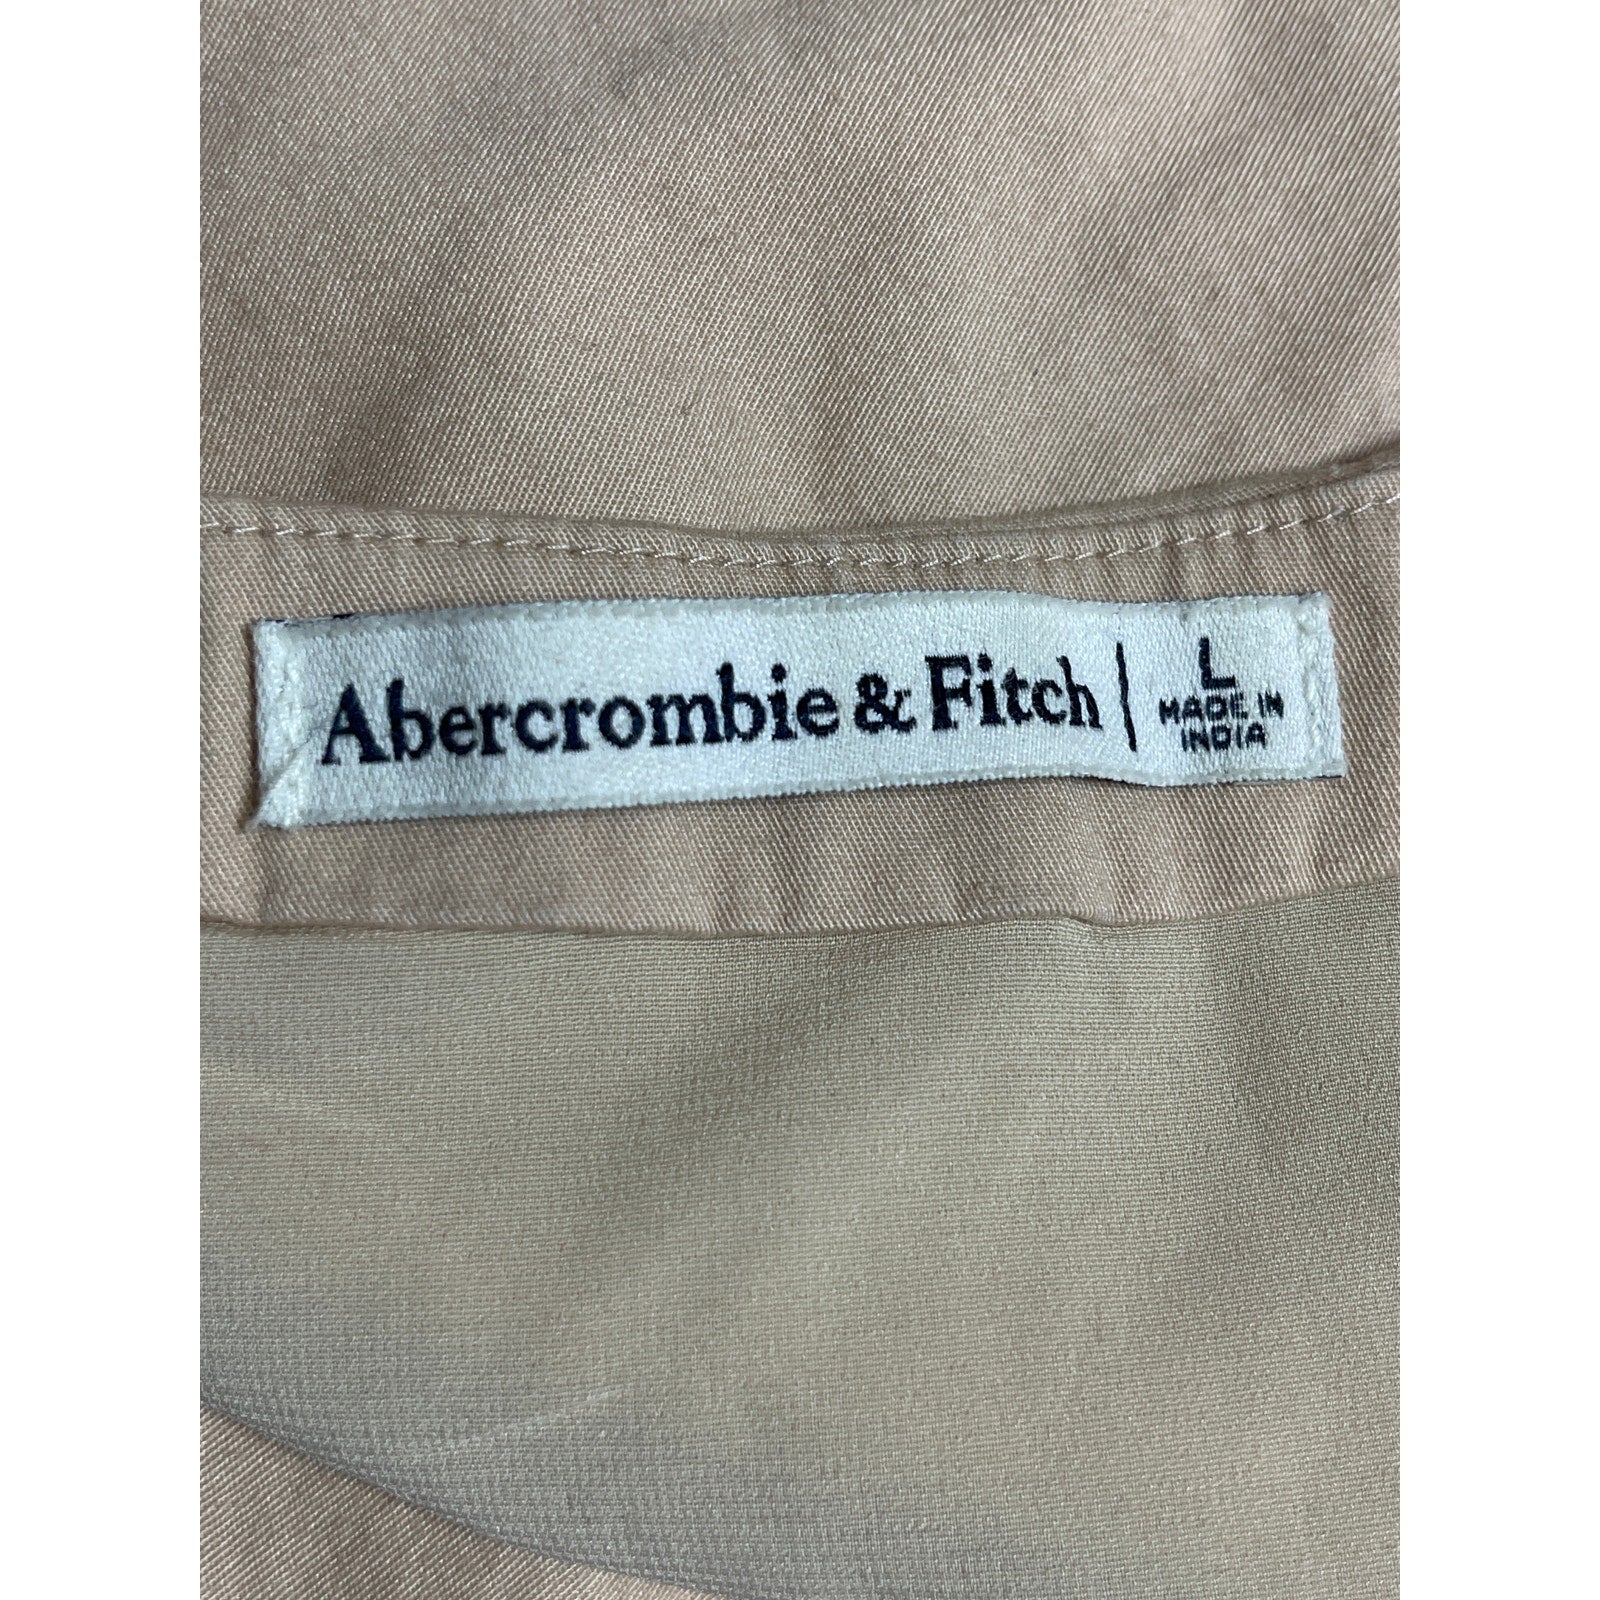 Abercrombie & Fitch | L
MADE IN
INDIA